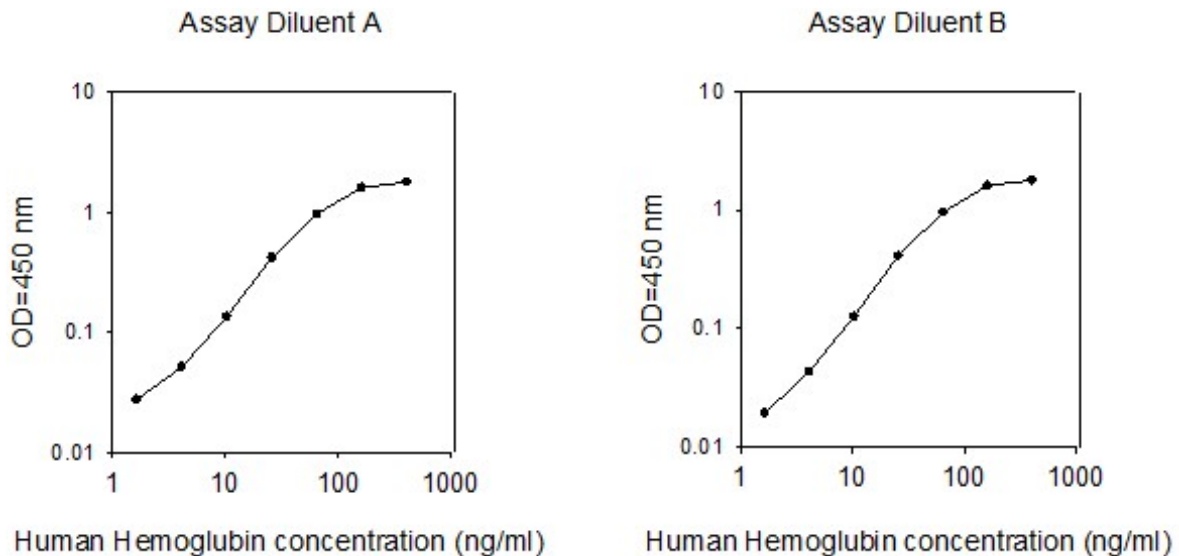 Assay Diluent A
10
1
0.1
0.01
OD=450 nm
1
10
100
1000
Human Hemoglubin concentration (ng/ml)
Assay Diluent B
10
1
0.1
0.01
OD=450 nm
1
10
100
1000
Human Hemoglubin concentration (ng/ml)